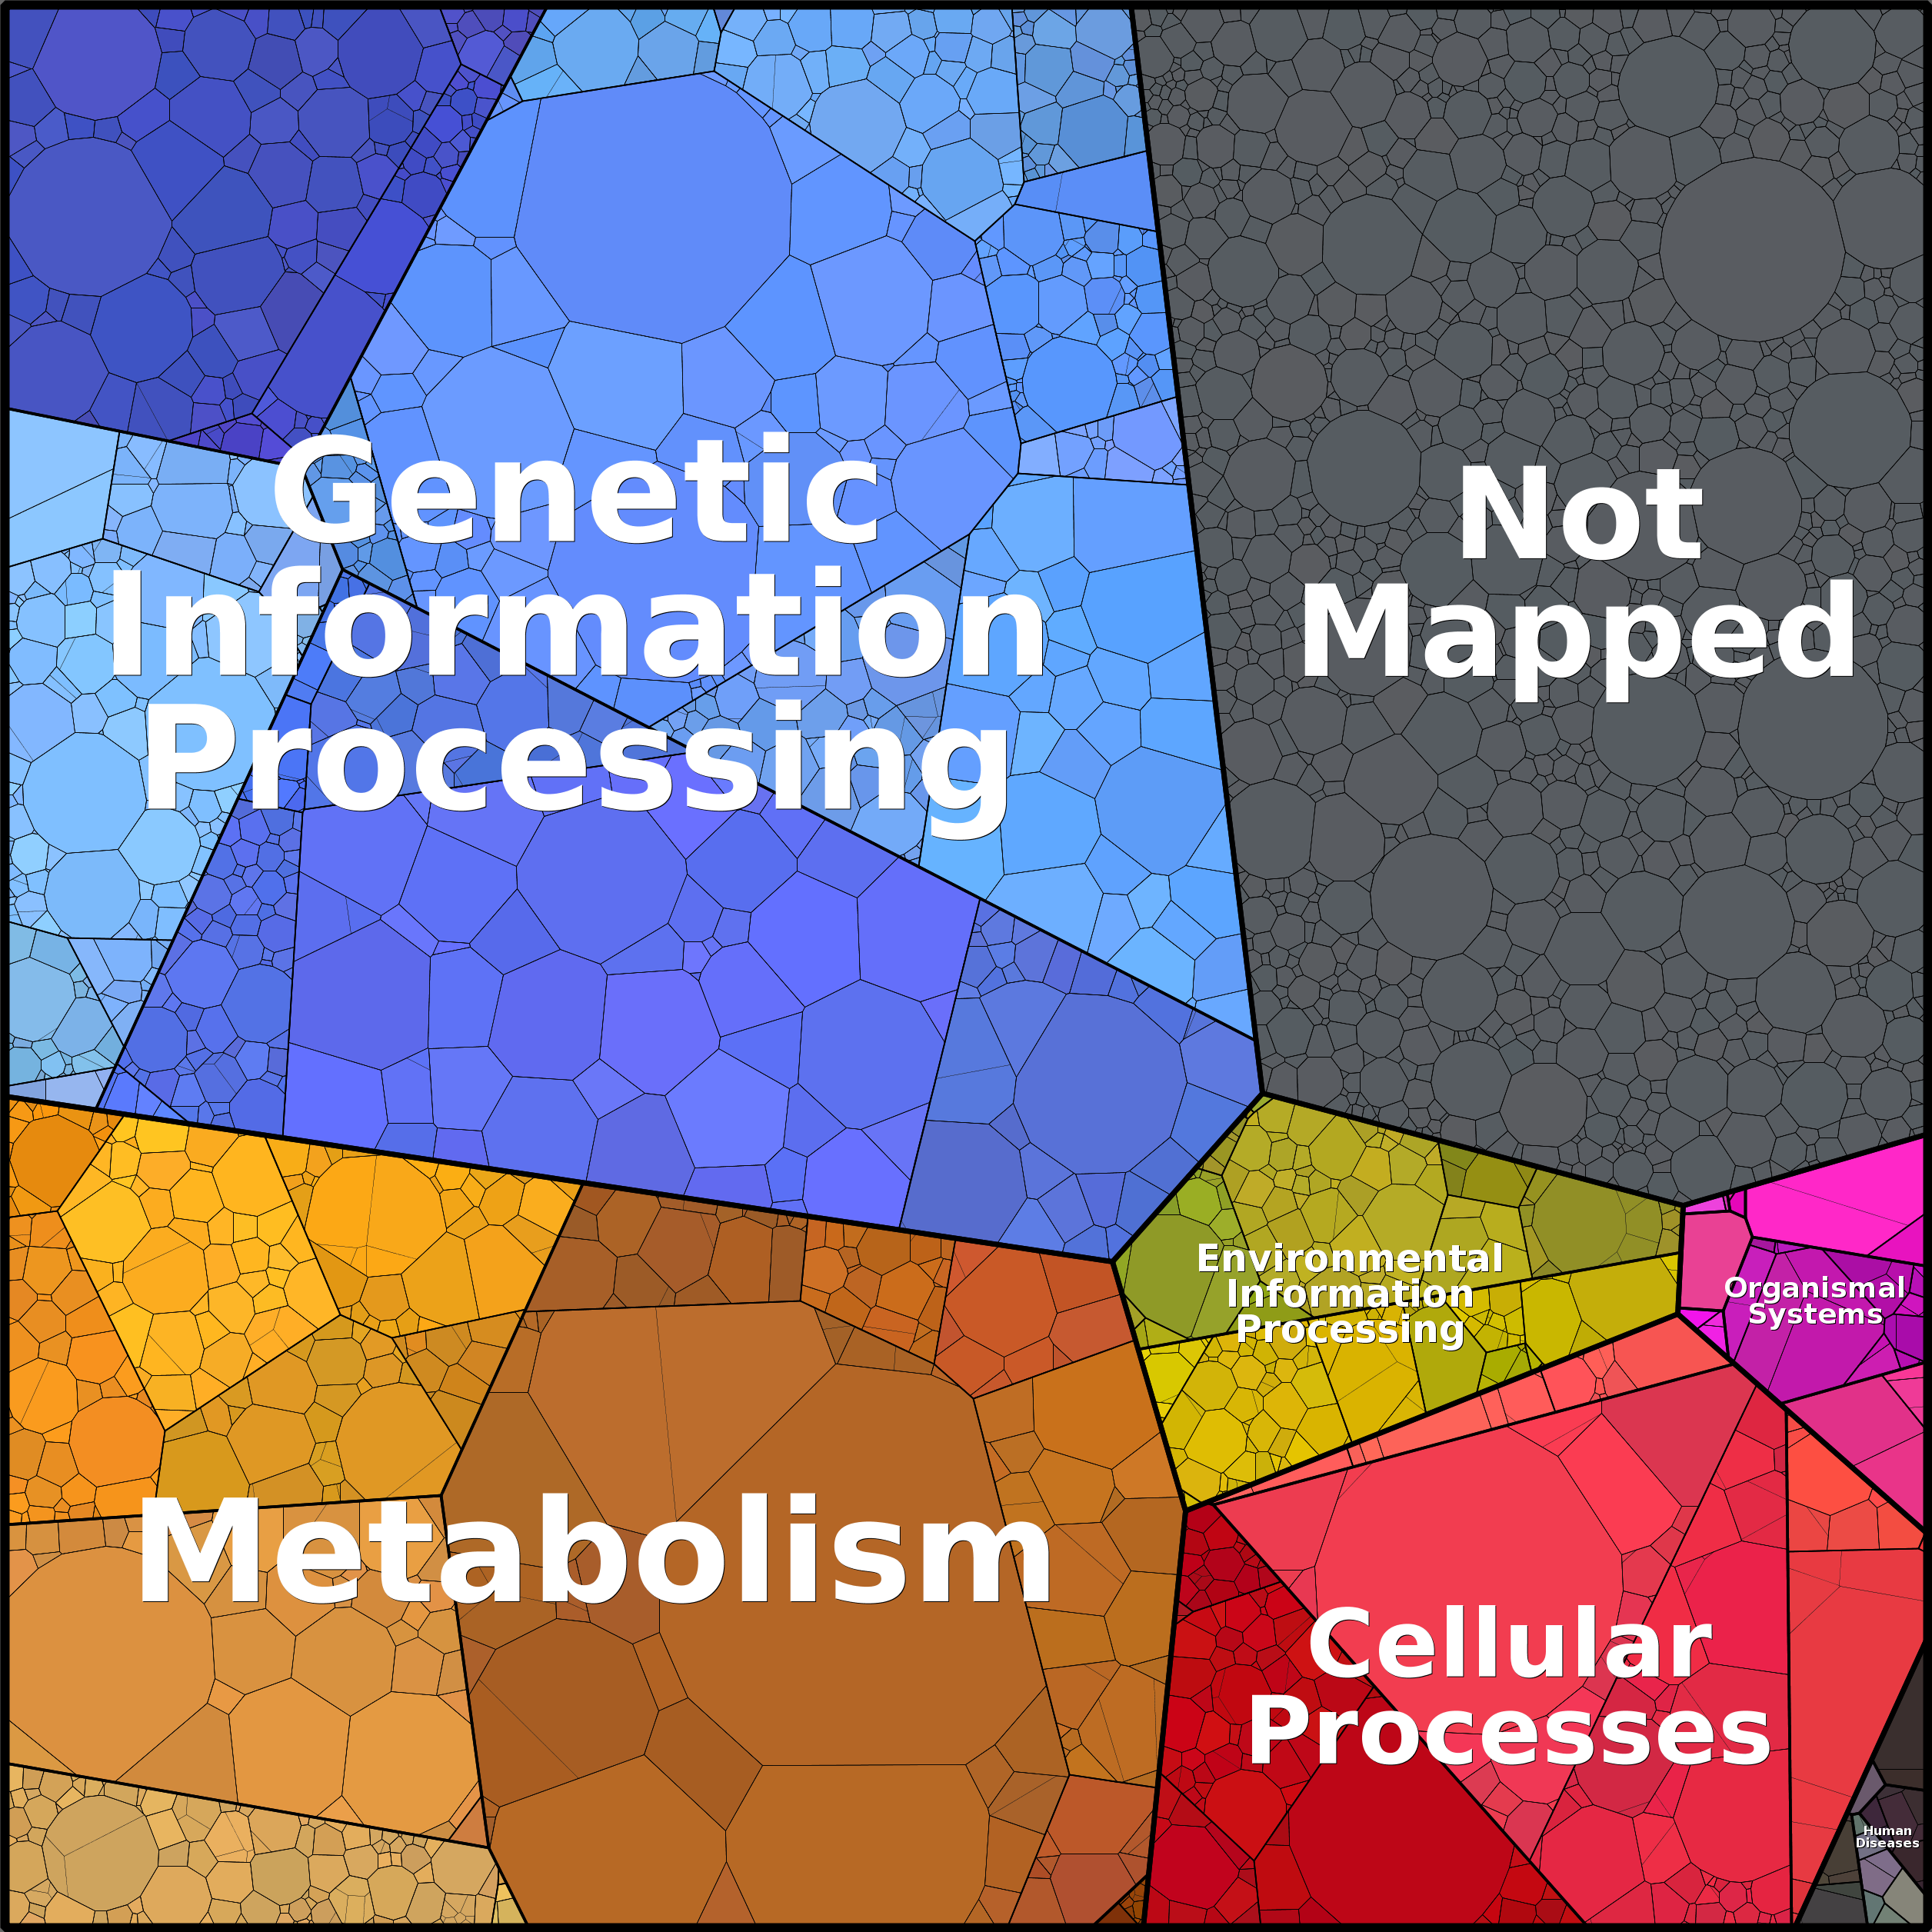 Genetic
Information
Processing
Not
Mapped
Environmental
Information
Processing
Organismal
Systems
Metabolism
Cellular
Processes
Human
Diseases